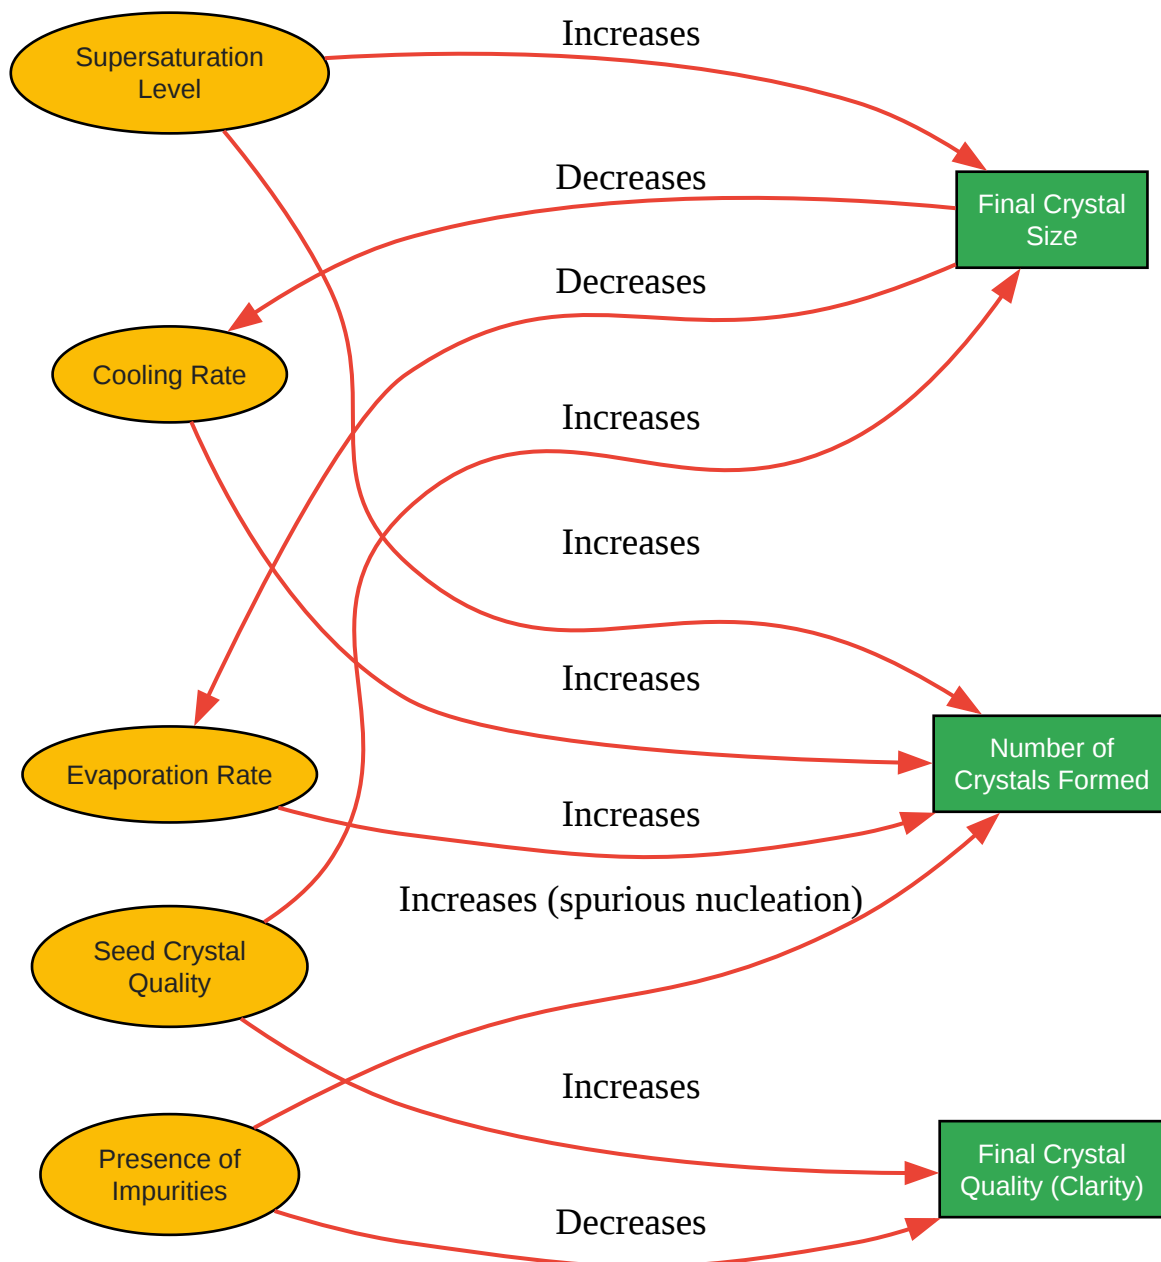 Increases
Supersaturation
Level
Decreases
Final Crystal
Size
Decreases
Cooling Rate
Increases
Increases
Increases
Number of
Crystals Formed
Evaporation Rate
Increases
Increases (spurious nucleation)
Seed Crystal
Quality
Increases
Presence of
Impurities
Final Crystal
Quality (Clarity)
Decreases